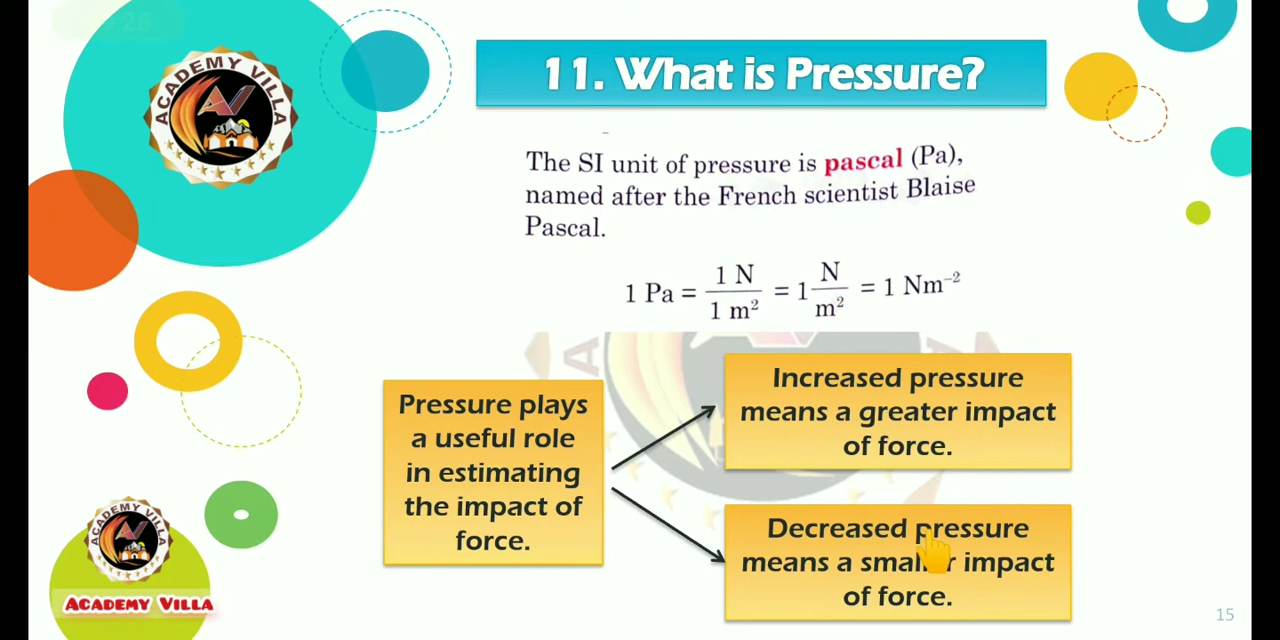 ACADEMY VILLA
11. What is Pressure?
The SI unit of pressure is pascal (Pa),
named after the French scientist Blaise
Pascal.
1 Pa = 1 N / 1 m² = 1 N / m² = 1 Nm⁻²
Pressure plays
a useful role
in estimating
the impact of
force.
Increased pressure
means a greater impact
of force.
Decreased pressure
means a smaller impact
of force.
ACADEMY VILLA
ACADEMY VILLA
15